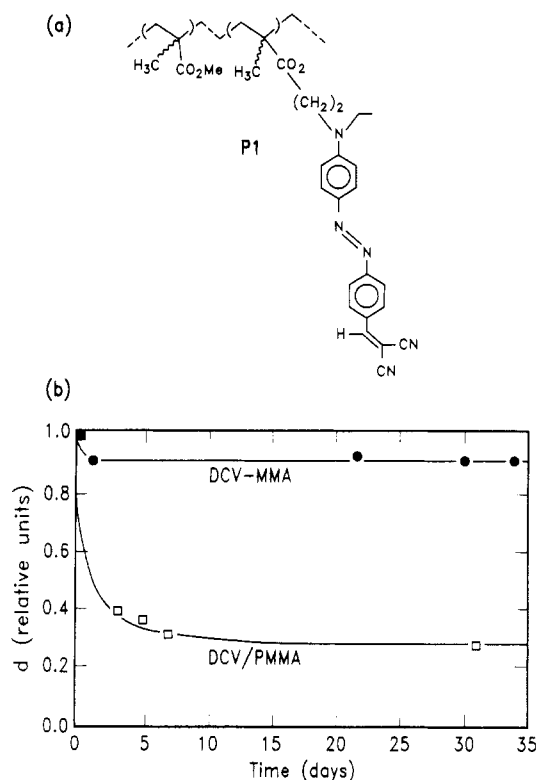 (a)
H₃C
CO₂Me
H₃C
CO₂
(CH₂)₂
P1
N
N
N
H
CN
CN
(b)
1.0
0.8
0.6
0.4
0.2
0.0
d (relative units)
DCV-MMA
DCV/PMMA
0 5 10 15 20 25 30 35
Time (days)